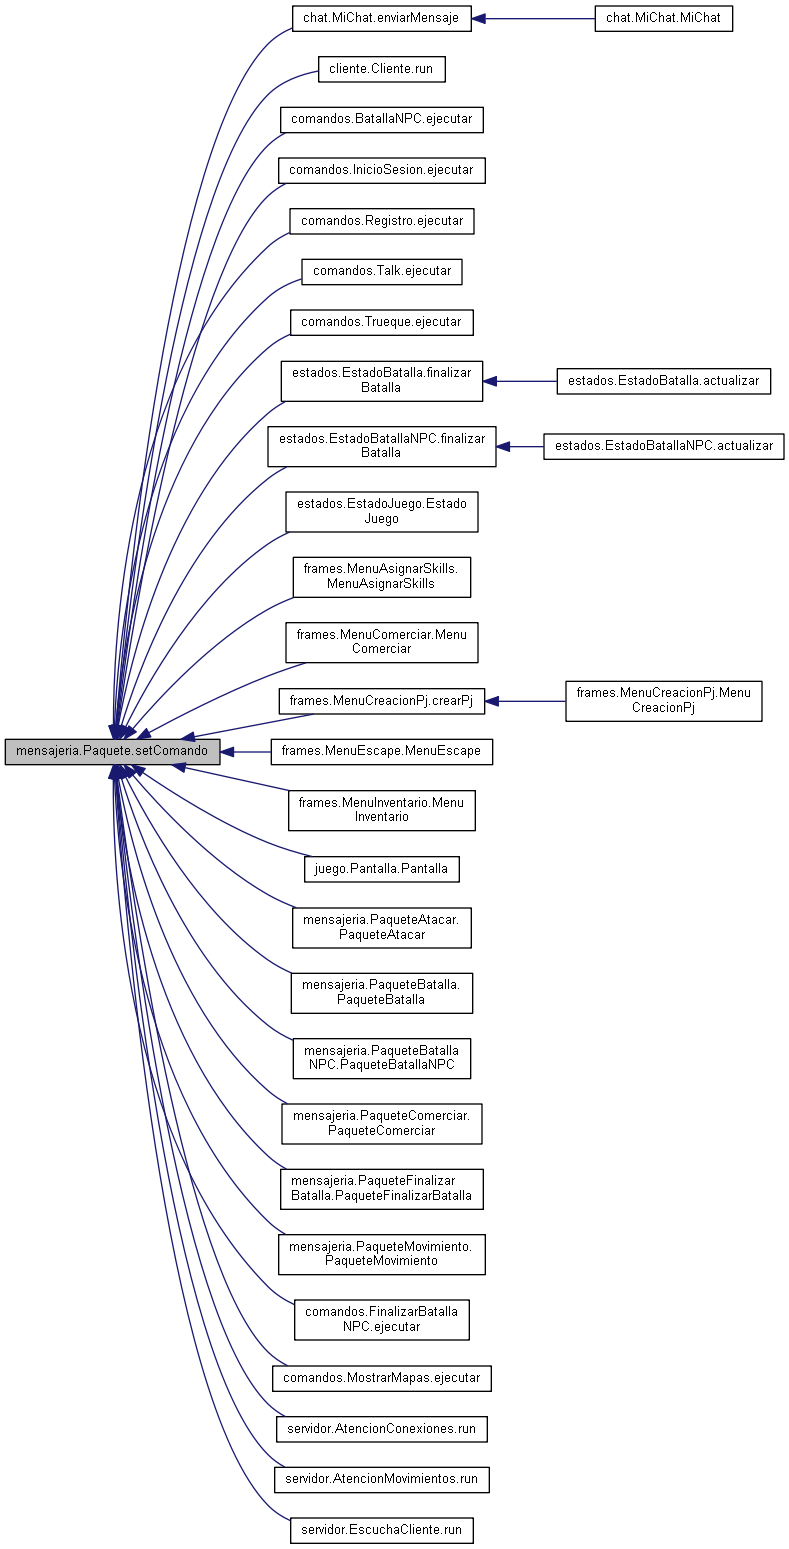 chat.MiChat.enviarMensaje
chat.MiChat.MiChat
cliente.Cliente.run
comandos.BatallaNPC.ejecutar
comandos.InicioSesion.ejecutar
comandos.Registro.ejecutar
comandos.Talk.ejecutar
comandos.Trueque.ejecutar
estados.EstadoBatalla.finalizar
Batalla
estados.EstadoBatalla.actualizar
estados.EstadoBatallaNPC.finalizar
Batalla
estados.EstadoBatallaNPC.actualizar
estados.EstadoJuego.Estado
Juego
frames.MenuAsignarSkills.
MenuAsignarSkills
frames.MenuComerciar.Menu
Comerciar
frames.MenuCreacionPj.crearPj
frames.MenuCreacionPj.Menu
CreacionPj
mensajeria.Paquete.setComando
frames.MenuEscape.MenuEscape
frames.MenuInventario.Menu
Inventario
juego.Pantalla.Pantalla
mensajeria.PaqueteAtacar.
PaqueteAtacar
mensajeria.PaqueteBatalla.
PaqueteBatalla
mensajeria.PaqueteBatalla
NPC.PaqueteBatallaNPC
mensajeria.PaqueteComerciar.
PaqueteComerciar
mensajeria.PaqueteFinalizar
Batalla.PaqueteFinalizarBatalla
mensajeria.PaqueteMovimiento.
PaqueteMovimiento
comandos.FinalizarBatalla
NPC.ejecutar
comandos.MostrarMapas.ejecutar
servidor.AtencionConexiones.run
servidor.AtencionMovimientos.run
servidor.EscuchaCliente.run